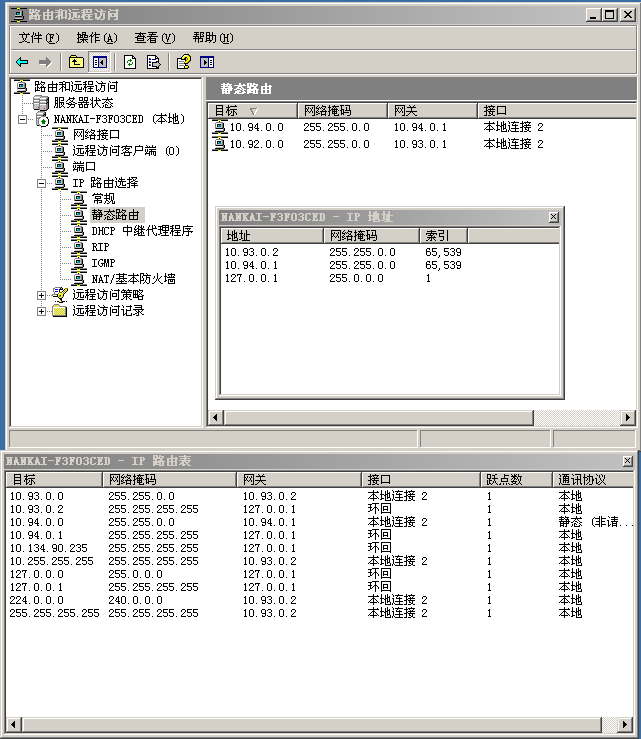 路由和远程访问
文件(F) 操作(A) 查看(V) 帮助(H)
路由和远程访问
服务器状态
NANKAI-F3F03CED (本地)
网络接口
远程访问客户端 (0)
端口
IP 路由选择
常规
静态路由
DHCP 中继代理程序
RIP
IGMP
NAT/基本防火墙
远程访问策略
远程访问记录
静态路由
目标 网络掩码 网关 接口
10.94.0.0 255.255.0.0 10.94.0.1 本地连接 2
10.92.0.0 255.255.0.0 10.93.0.1 本地连接 2
NANKAI-F3F03CED - IP 地址
地址 网络掩码 索引
10.93.0.2 255.255.0.0 65,539
10.94.0.1 255.255.0.0 65,539
127.0.0.1 255.0.0.0 1
NANKAI-F3F03CED - IP 路由表
目标 网络掩码 网关 接口 跃点数 通讯协议
10.93.0.0 255.255.0.0 10.93.0.2 本地连接 2 1 本地
10.93.0.2 255.255.255.255 127.0.0.1 环回 1 本地
10.94.0.0 255.255.0.0 10.94.0.1 本地连接 2 1 静态 (非请...
10.94.0.1 255.255.255.255 127.0.0.1 环回 1 本地
10.134.90.235 255.255.255.255 127.0.0.1 环回 1 本地
10.255.255.255 255.255.255.255 10.93.0.2 本地连接 2 1 本地
127.0.0.0 255.0.0.0 127.0.0.1 环回 1 本地
127.0.0.1 255.255.255.255 127.0.0.1 环回 1 本地
224.0.0.0 240.0.0.0 10.93.0.2 本地连接 2 1 本地
255.255.255.255 255.255.255.255 10.93.0.2 本地连接 2 1 本地